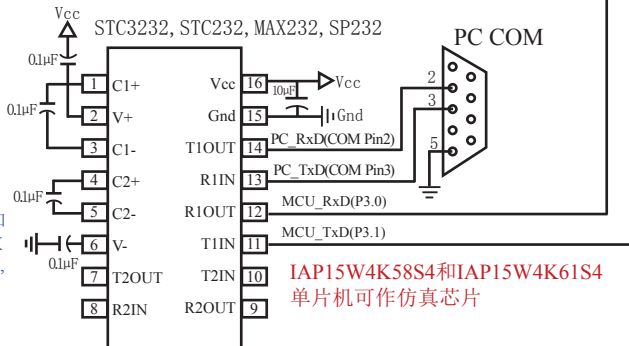 Vcc
STC3232, STC232, MAX232, SP232
PC COM
0.1μF
0.1μF
0.1μF
0.1μF
1 C1+
2 V+
3 C1-
4 C2+
5 C2-
6 V-
7 T2OUT
8 R2IN
Vcc 16
Gnd 15
T1OUT 14
R1IN 13
R1OUT 12
T1IN 11
T2IN 10
R2OUT 9
Vcc
10μF
Gnd
PC_RxD(COM Pin2)
PC_TxD(COM Pin3)
MCU_RxD(P3.0)
MCU_TxD(P3.1)
2
3
5
IAP15W4K58S4和IAP15W4K61S4
单片机可作仿真芯片